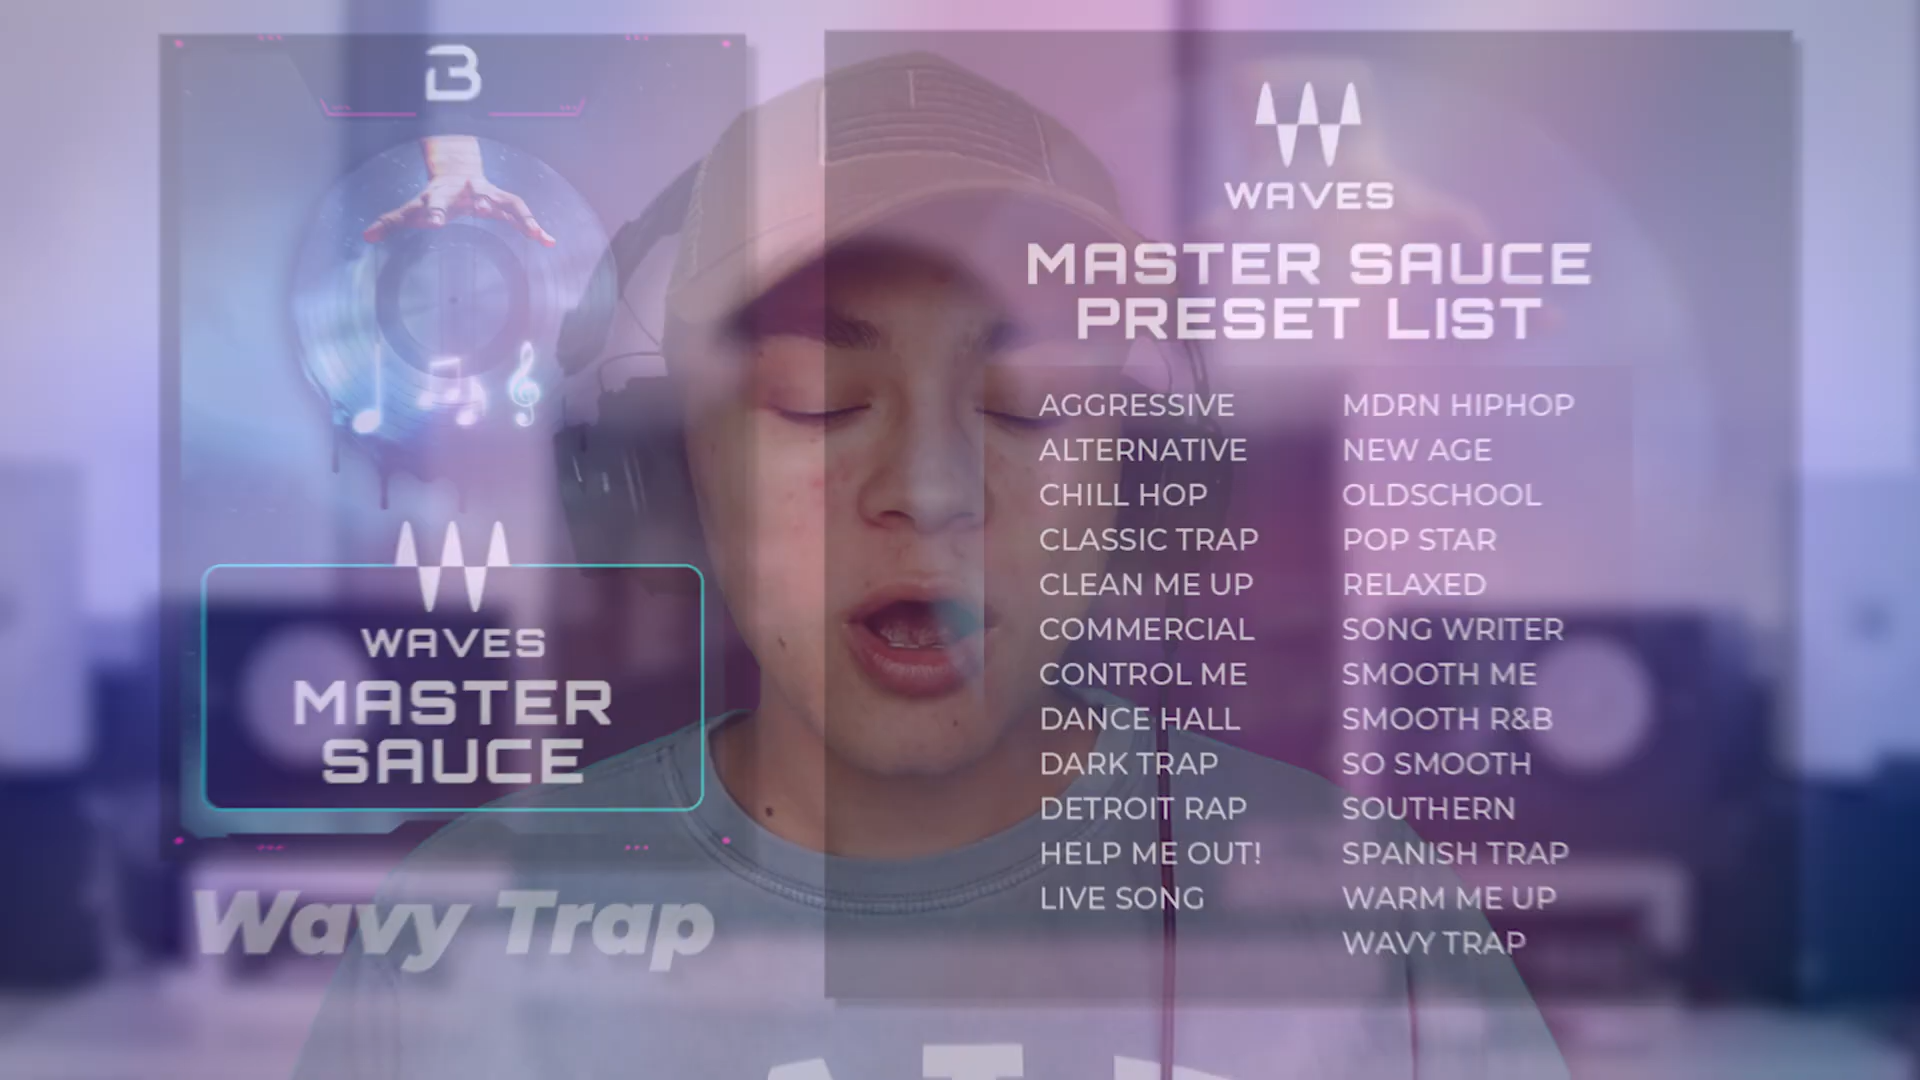 B
WAVES
MASTER
SAUCE
Wavy Trap
WAVES
MASTER SAUCE
PRESET LIST
AGGRESSIVE
ALTERNATIVE
CHILL HOP
CLASSIC TRAP
CLEAN ME UP
COMMERCIAL
CONTROL ME
DANCE HALL
DARK TRAP
DETROIT RAP
HELP ME OUT!
LIVE SONG
MDRN HIPHOP
NEW AGE
OLDSCHOOL
POP STAR
RELAXED
SONG WRITER
SMOOTH ME
SMOOTH R&B
SO SMOOTH
SOUTHERN
SPANISH TRAP
WARM ME UP
WAVY TRAP